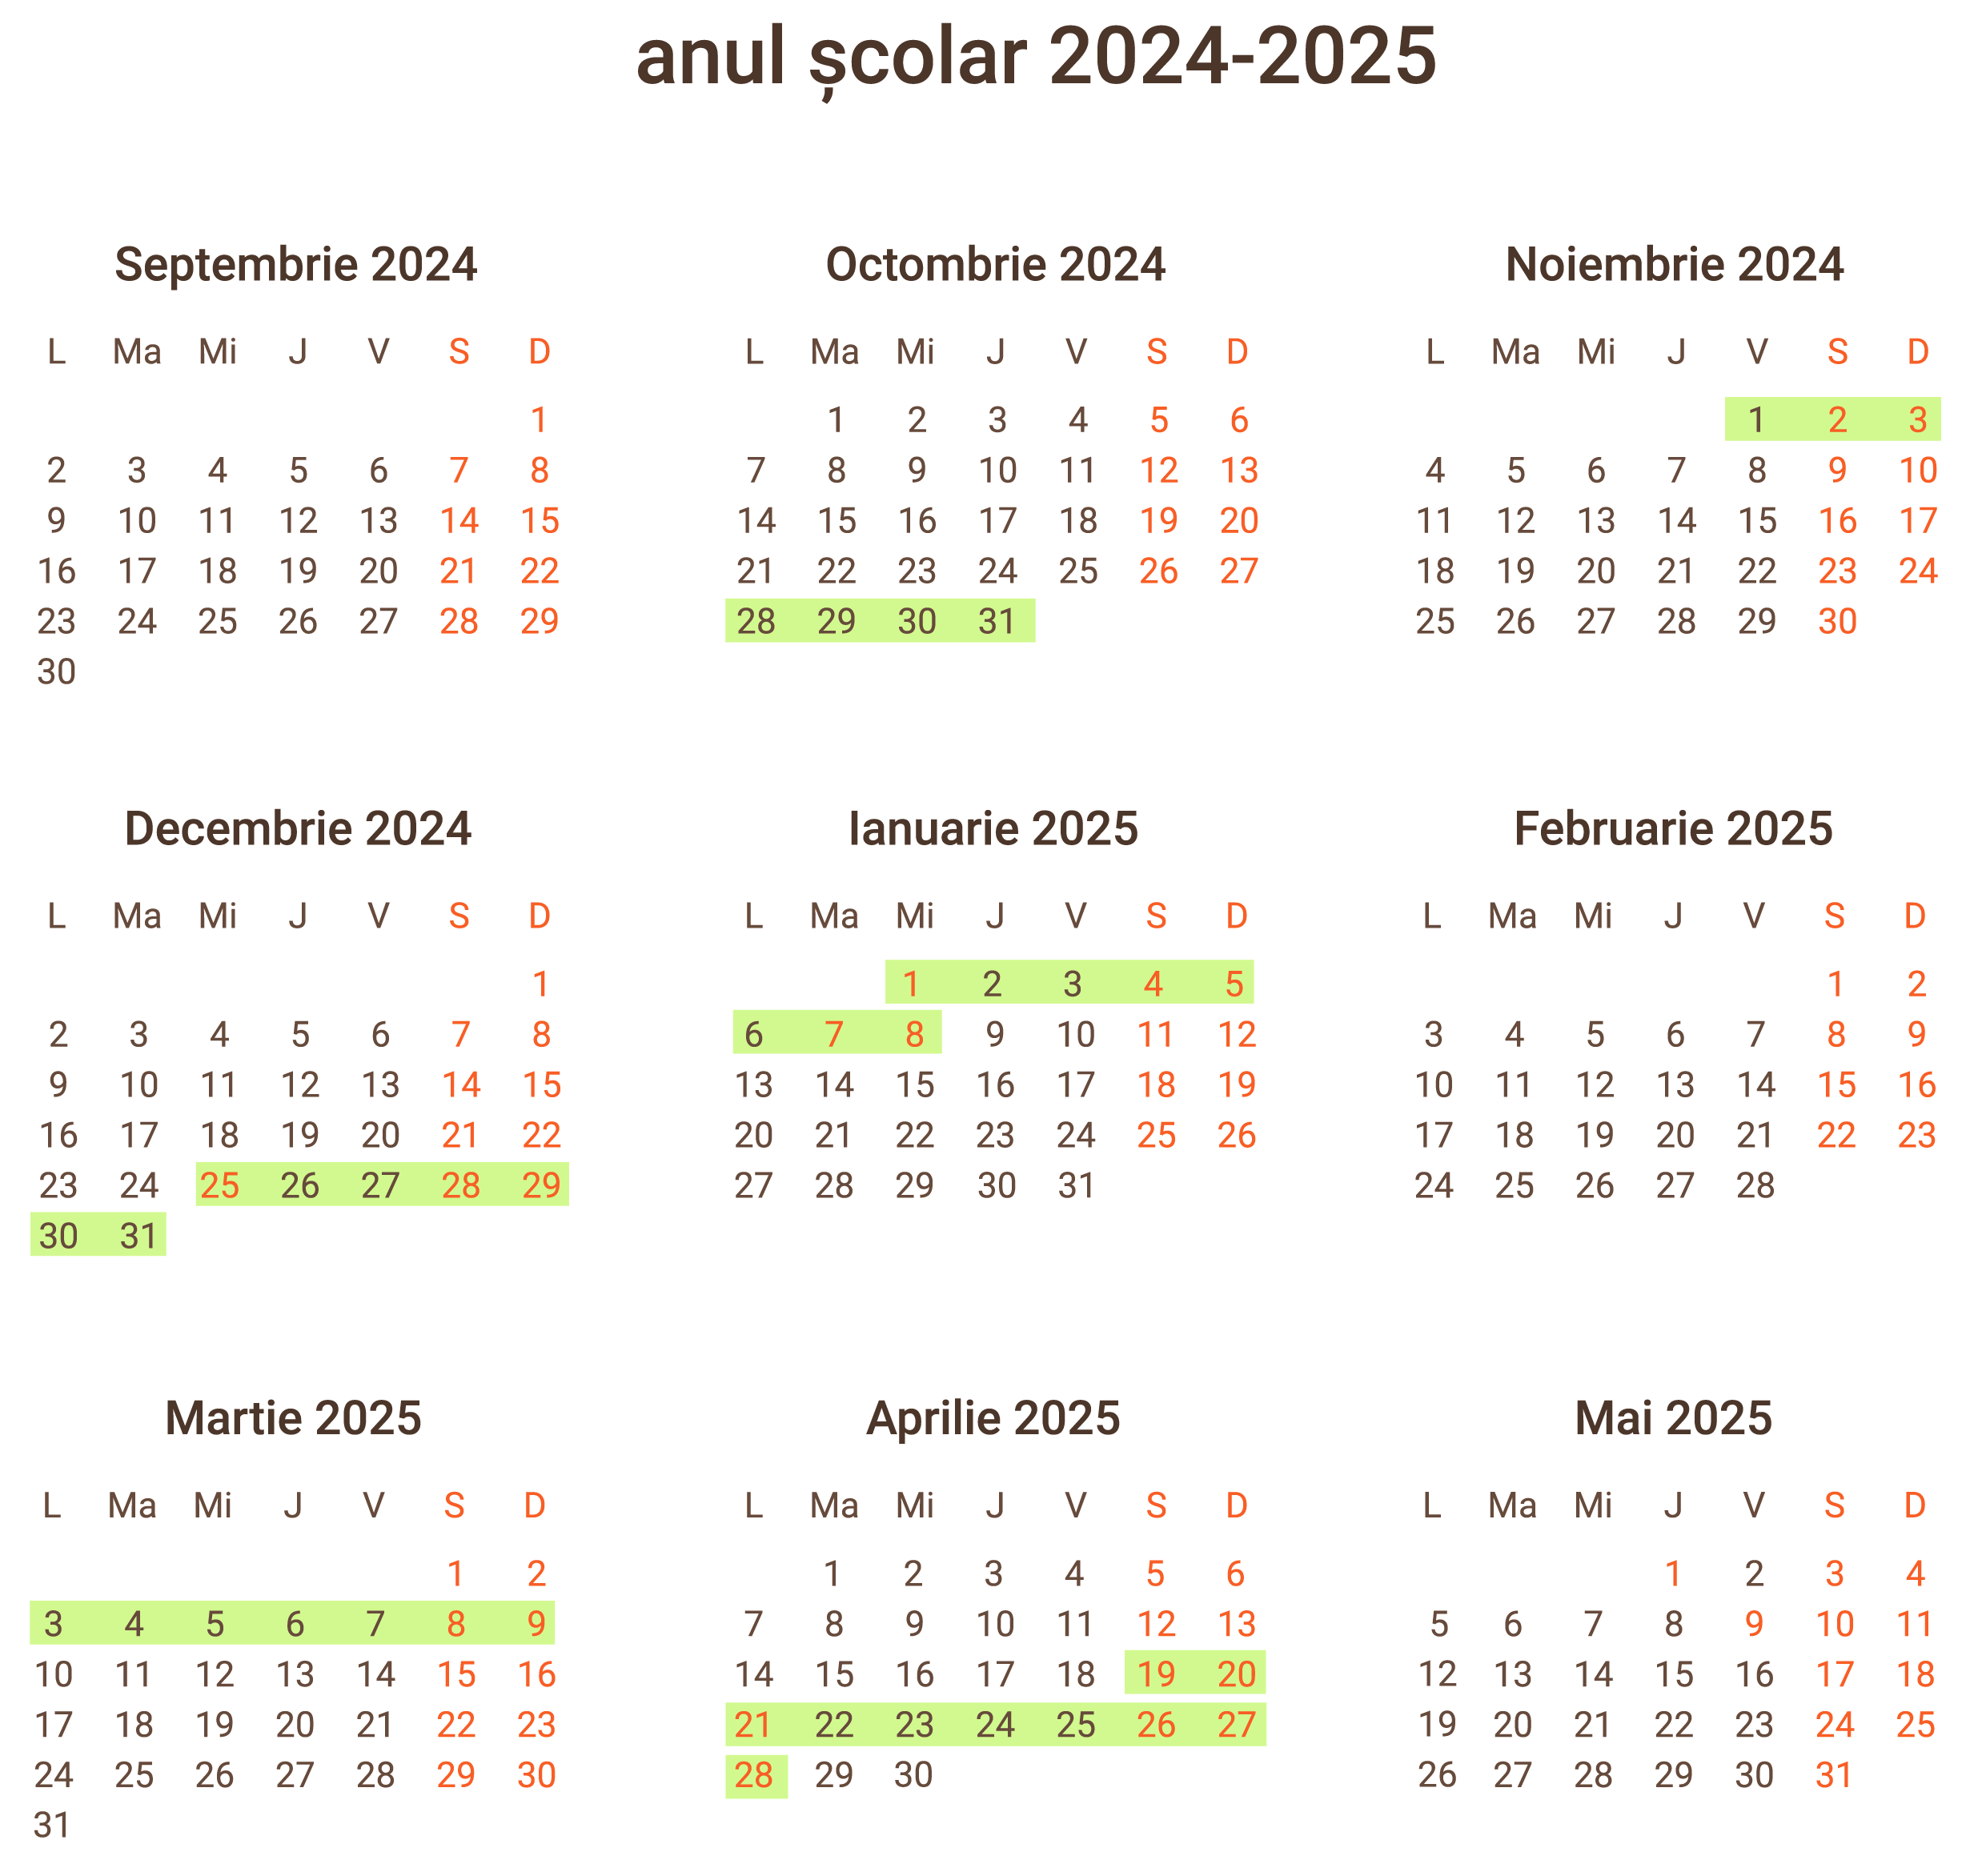 anul școlar 2024-2025
Septembrie 2024
L Ma Mi J V S D
1
2 3 4 5 6 7 8
9 10 11 12 13 14 15
16 17 18 19 20 21 22
23 24 25 26 27 28 29
30
Octombrie 2024
L Ma Mi J V S D
1 2 3 4 5 6
7 8 9 10 11 12 13
14 15 16 17 18 19 20
21 22 23 24 25 26 27
28 29 30 31
Noiembrie 2024
L Ma Mi J V S D
1 2 3
4 5 6 7 8 9 10
11 12 13 14 15 16 17
18 19 20 21 22 23 24
25 26 27 28 29 30
Decembrie 2024
L Ma Mi J V S D
1
2 3 4 5 6 7 8
9 10 11 12 13 14 15
16 17 18 19 20 21 22
23 24 25 26 27 28 29
30 31
Ianuarie 2025
L Ma Mi J V S D
1 2 3 4 5
6 7 8 9 10 11 12
13 14 15 16 17 18 19
20 21 22 23 24 25 26
27 28 29 30 31
Februarie 2025
L Ma Mi J V S D
1 2
3 4 5 6 7 8 9
10 11 12 13 14 15 16
17 18 19 20 21 22 23
24 25 26 27 28
Martie 2025
L Ma Mi J V S D
1 2
3 4 5 6 7 8 9
10 11 12 13 14 15 16
17 18 19 20 21 22 23
24 25 26 27 28 29 30
31
Aprilie 2025
L Ma Mi J V S D
1 2 3 4 5 6
7 8 9 10 11 12 13
14 15 16 17 18 19 20
21 22 23 24 25 26 27
28 29 30
Mai 2025
L Ma Mi J V S D
1 2 3 4
5 6 7 8 9 10 11
12 13 14 15 16 17 18
19 20 21 22 23 24 25
26 27 28 29 30 31